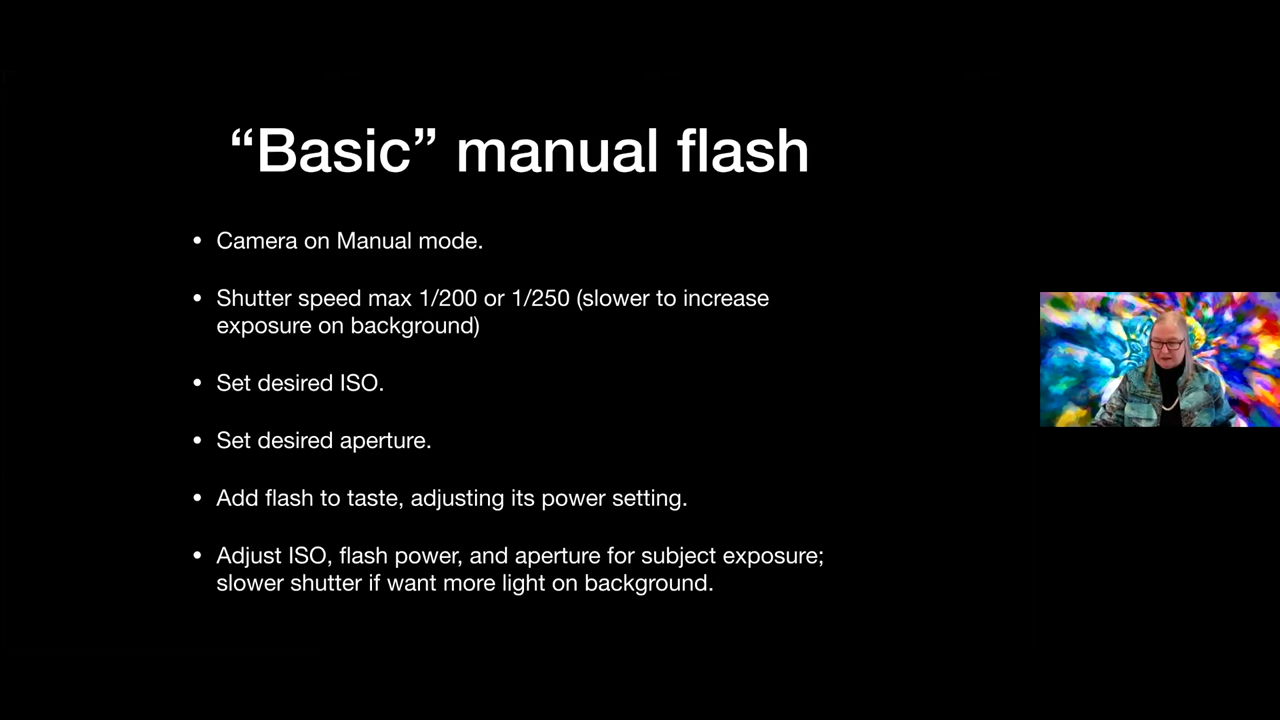 “Basic” manual flash
• Camera on Manual mode.
• Shutter speed max 1/200 or 1/250 (slower to increase
exposure on background)
• Set desired ISO.
• Set desired aperture.
• Add flash to taste, adjusting its power setting.
• Adjust ISO, flash power, and aperture for subject exposure;
slower shutter if want more light on background.